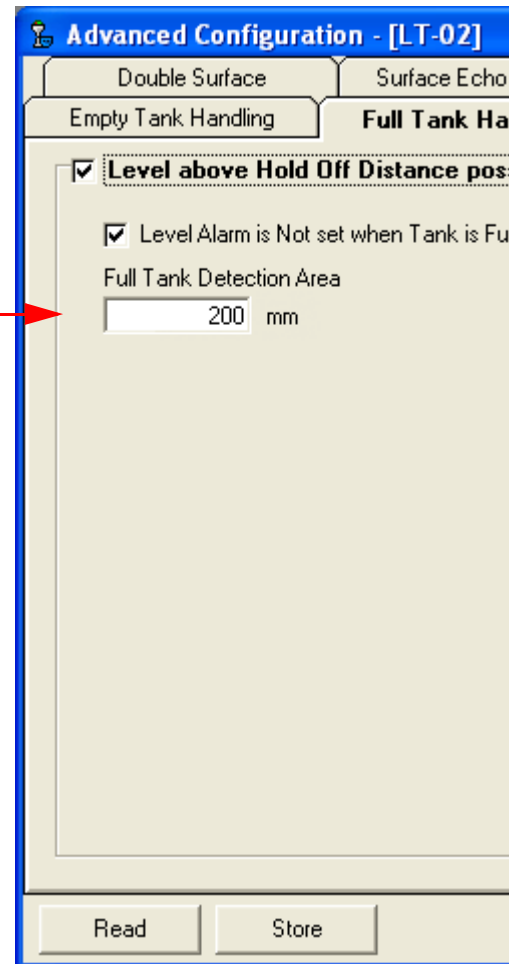 Advanced Configuration - [LT-02]
Double Surface Surface Echo
Empty Tank Handling Full Tank Ha
Level above Hold Off Distance pos
Level Alarm is Not set when Tank is Fu
Full Tank Detection Area
200 mm
Read Store